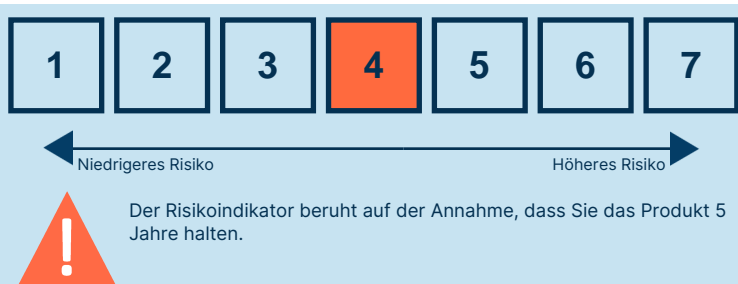 1 2 3 4 5 6 7
Niedrigeres Risiko Höheres Risiko
!
Der Risikoindikator beruht auf der Annahme, dass Sie das Produkt 5
Jahre halten.